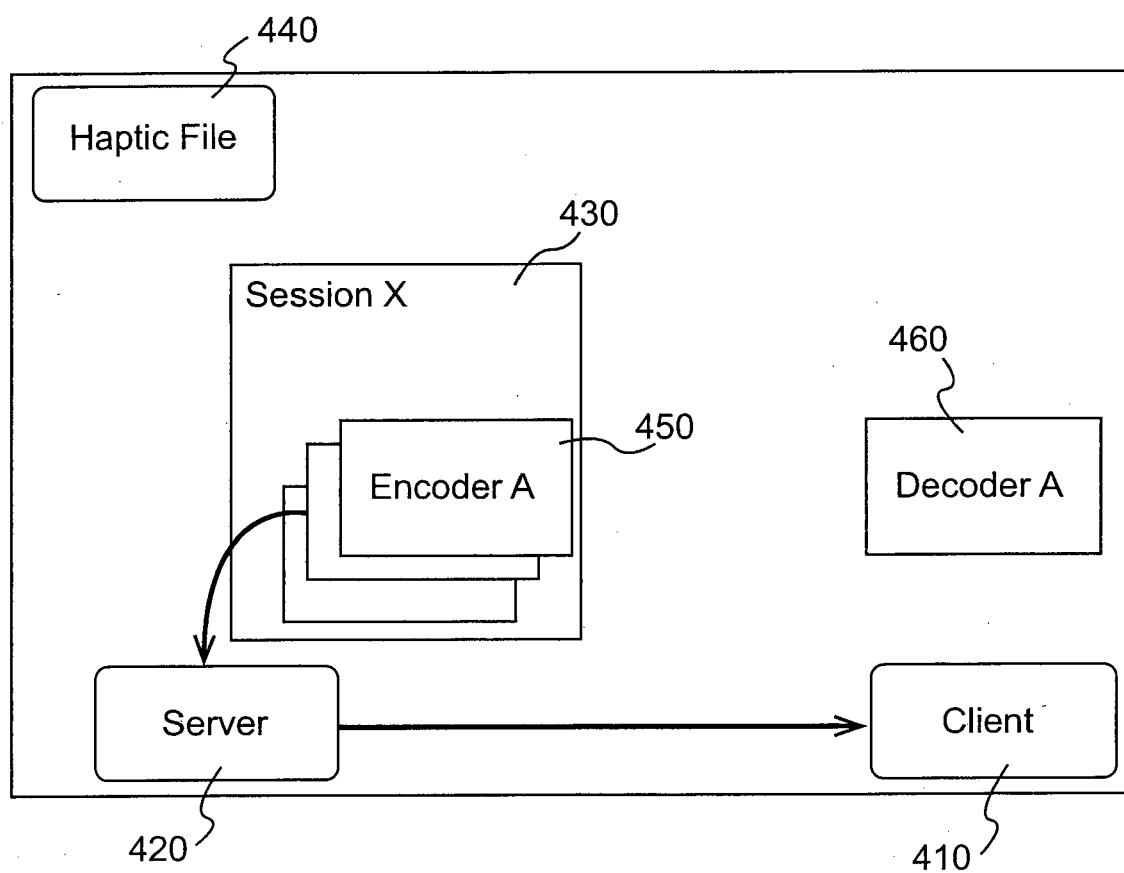 440
Haptic File
430
Session X
460
450
Encoder A
Decoder A
Server
Client
420
410